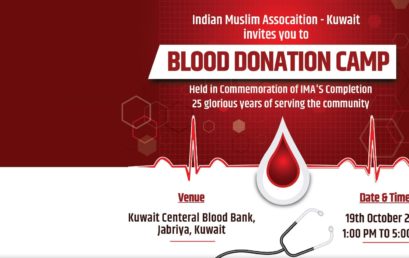 Indian Muslim Assocaition - Kuwait
invites you to
BLOOD DONATION CAMP
Held in Commemoration of IMA'S Completion
25 glorious years of serving the community
Venue
Kuwait Centeral Blood Bank,
Jabriya, Kuwait
Date & Time
19th October 2
1:00 PM TO 5:00